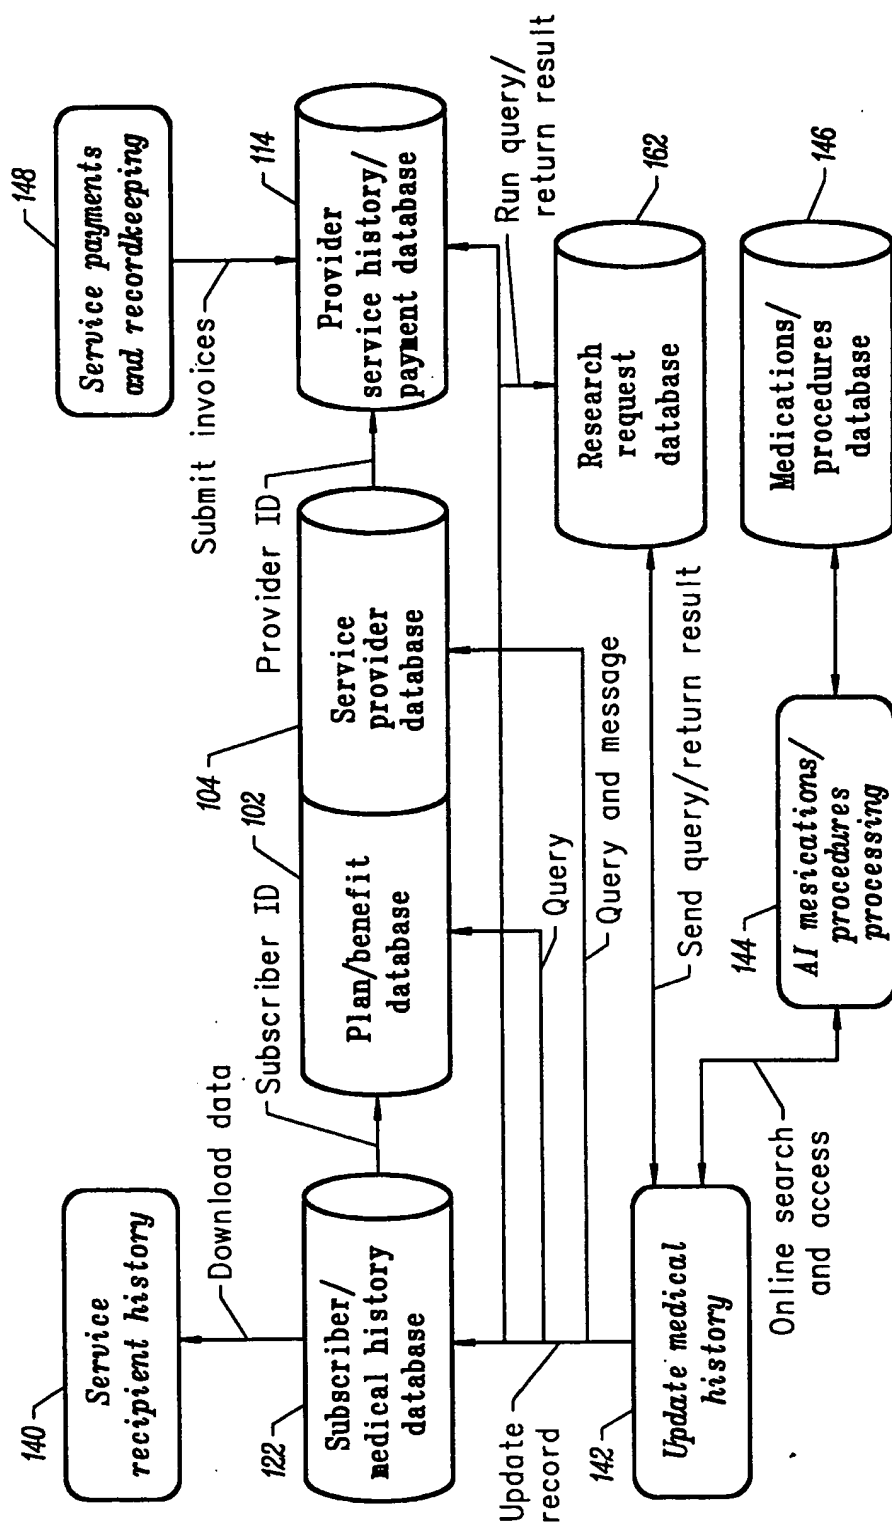 140
Service
recipient history
Download data
148
Service payments
and recordkeeping
Submit invoices
122
Subscriber/
medical history
database
Subscriber ID
102
Plan/benefit
database
104
Service
provider
database
Provider ID
114
Provider
service history/
payment database
Update
record
Query
Query and message
Run query/
return result
142
Update medical
history
Send query/return result
Research
request
database
162
Online search
and access
144
AI mesications/
procedures
processing
Medications/
procedures
database
146